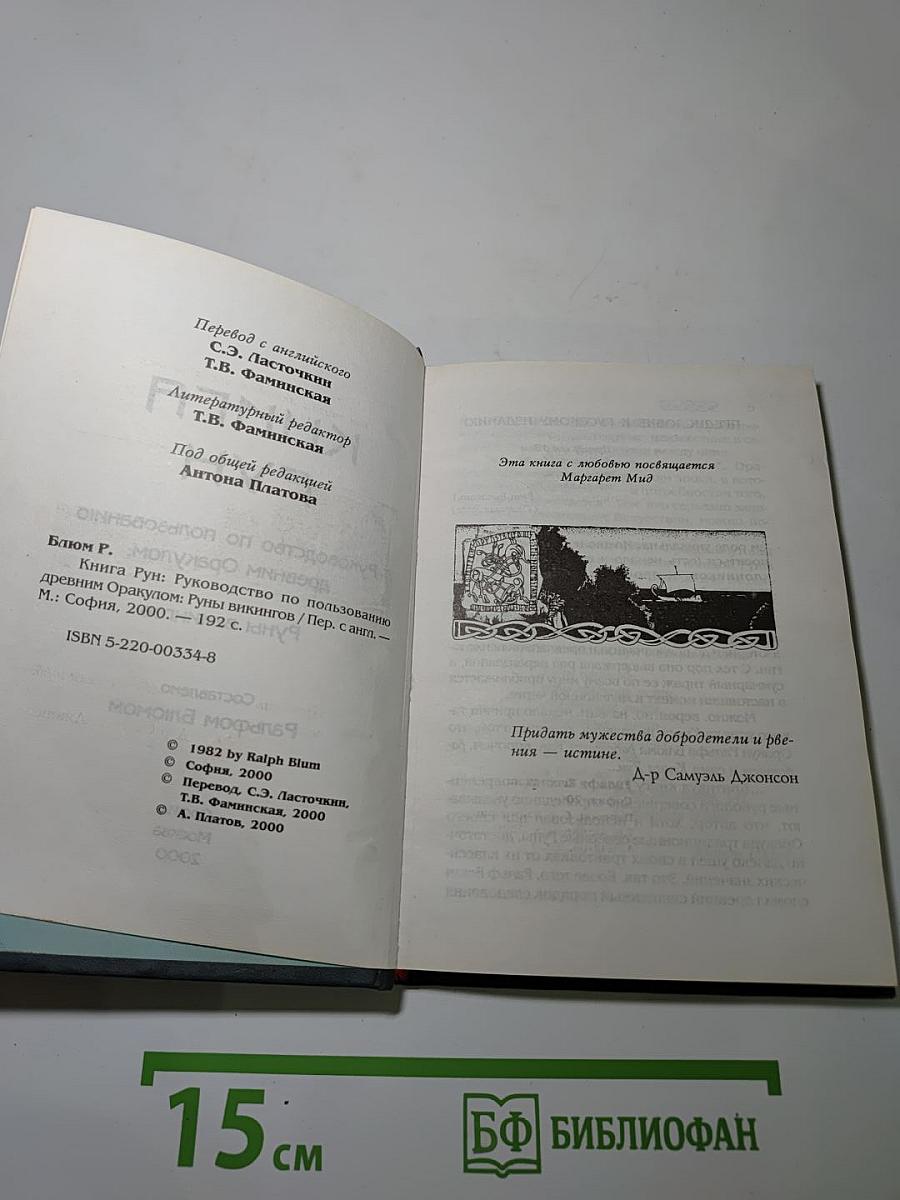 Перевод с английского
С.Э. Ласточкин
Т.В. Фаминская
Литературный редактор
Т.В. Фаминская
Под общей редакцией
Антона Платова
Блюм Р.
Книга Рун: Руководство по пользованию
древним Оракулом: Руны викингов / Пер. с англ. —
М.: София, 2000. — 192 с.
ISBN 5-220-00334-8
© 1982 by Ralph Blum
© София, 2000
© Перевод, С.Э. Ласточкин,
Т.В. Фаминская, 2000
© А. Платов, 2000
Эта книга с любовью посвящается
Маргарет Мид
Придать мужества добродетели и рве-
ния — истине.
Д-р Самуэль Джонсон
15 см
БФ БИБЛИОФАН